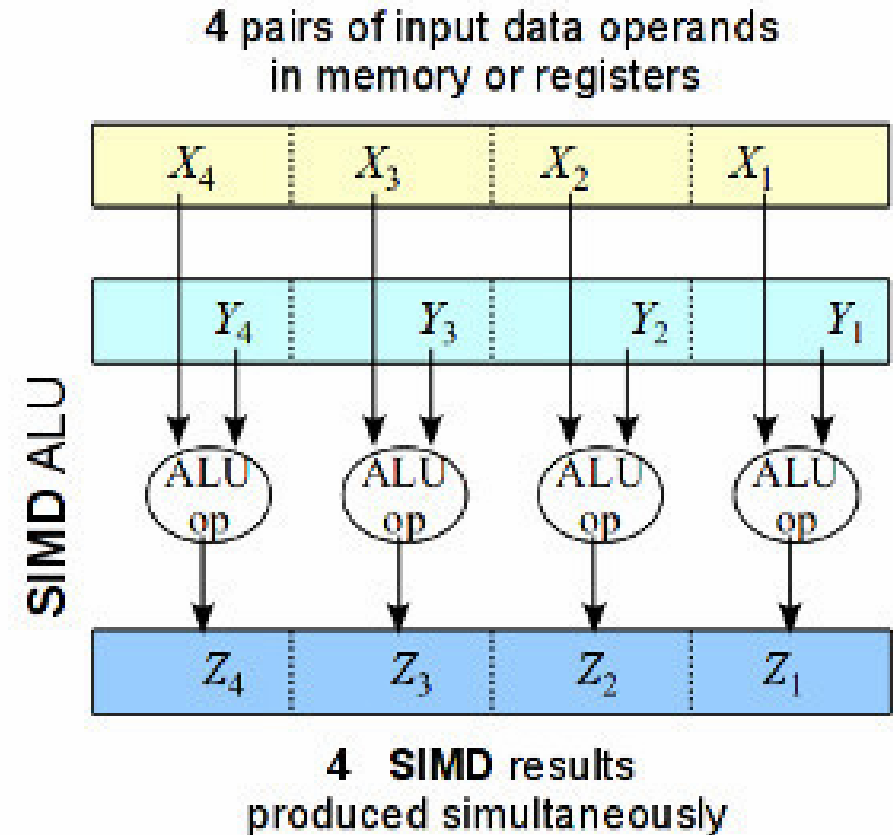 4 pairs of input data operands
in memory or registers
X₄ X₃ X₂ X₁
Y₄ Y₃ Y₂ Y₁
SIMD ALU
ALU ALU ALU ALU
op op op op
Z₄ Z₃ Z₂ Z₁
4 SIMD results
produced simultaneously